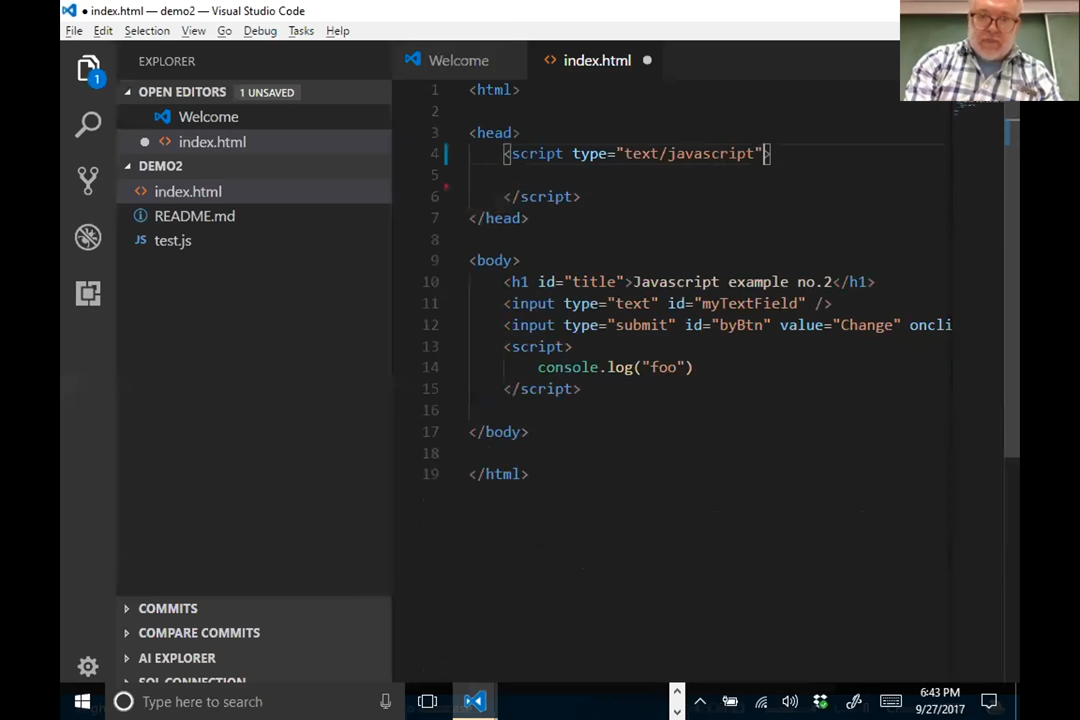 ● index.html — demo2 — Visual Studio Code
File Edit Selection View Go Debug Tasks Help
EXPLORER
OPEN EDITORS 1 UNSAVED
Welcome
index.html
DEMO2
index.html
README.md
JS test.js
COMMITS
COMPARE COMMITS
AI EXPLORER
SQL CONNECTION
1
Welcome
index.html
1 <html>
2
3 <head>
4 <script type="text/javascript">
5
6 </script>
7 </head>
8
9 <body>
10 <h1 id="title">Javascript example no.2</h1>
11 <input type="text" id="myTextField" />
12 <input type="submit" id="byBtn" value="Change" oncli
13 <script>
14 console.log("foo")
15 </script>
16
17 </body>
18
19 </html>
Type here to search
6:43 PM
9/27/2017